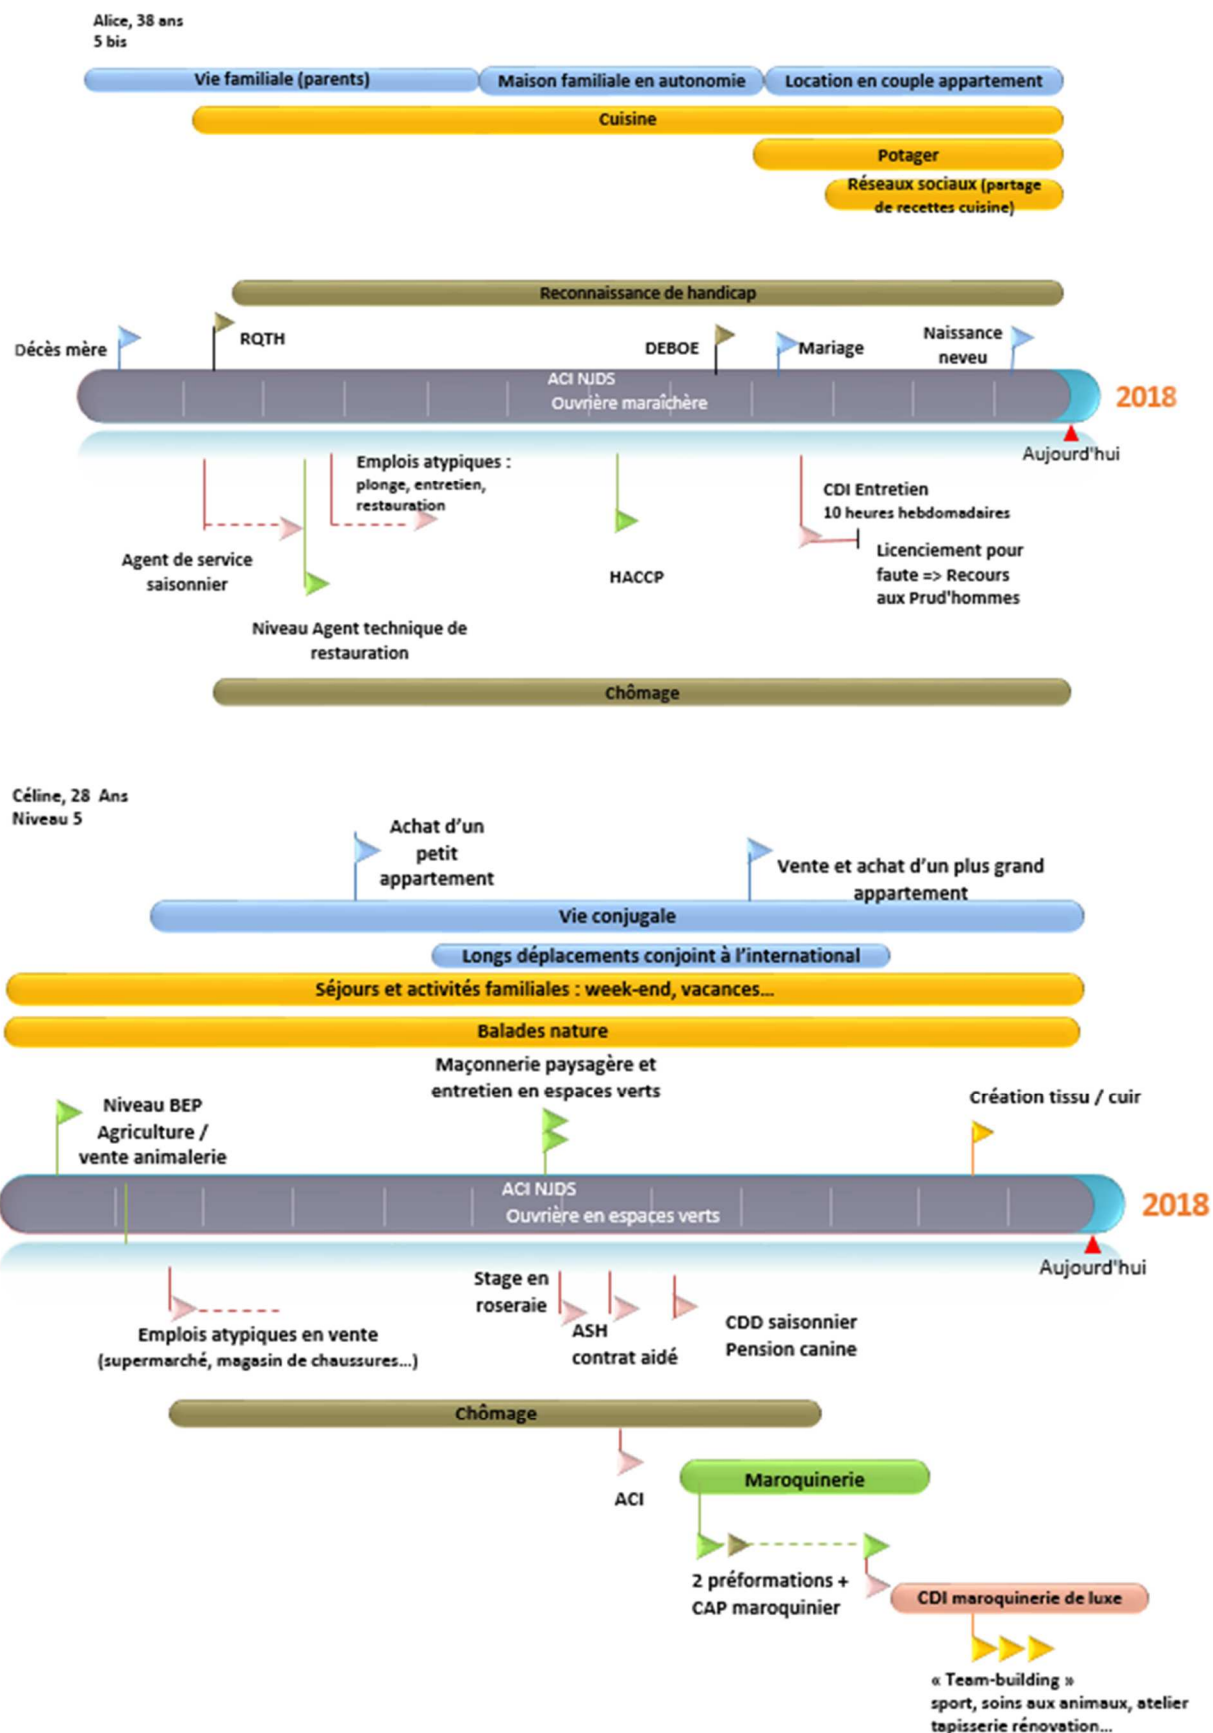 Alice, 38 ans
5 bis
Vie familiale (parents)
Maison familiale en autonomie
Location en couple appartement
Cuisine
Potager
Réseaux sociaux (partage
de recettes cuisine)
Reconnaissance de handicap
Décès mère
RQTH
DEBOE
Mariage
Naissance
neveu
ACI NJDS
Ouvrière maraîchère
2018
Aujourd'hui
Agent de service
saisonnier
Emplois atypiques :
plonge, entretien,
restauration
Niveau Agent technique de
restauration
HACCP
CDI Entretien
10 heures hebdomadaires
Licenciement pour
faute => Recours
aux Prud'hommes
Chômage
Céline, 28 Ans
Niveau 5
Achat d'un
petit
appartement
Vente et achat d'un plus grand
appartement
Vie conjugale
Longs déplacements conjoint à l'international
Séjours et activités familiales : week-end, vacances...
Balades nature
Niveau BEP
Agriculture /
vente animalerie
Maçonnerie paysagère et
entretien en espaces verts
Création tissu / cuir
ACI NJDS
Ouvrière en espaces verts
2018
Aujourd'hui
Emplois atypiques en vente
(supermarché, magasin de chaussures...)
Stage en
roseraie
ASH
contrat aidé
CDD saisonnier
Pension canine
Chômage
ACI
Maroquinerie
2 préformations +
CAP maroquinier
CDI maroquinerie de luxe
« Team-building »
sport, soins aux animaux, atelier
tapisserie rénovation...